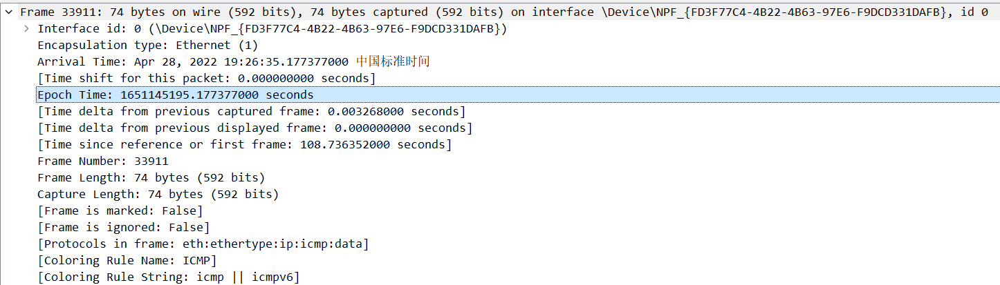 Frame 33911: 74 bytes on wire (592 bits), 74 bytes captured (592 bits) on interface \Device\NPF_{FD3F77C4-4B22-4B63-97E6-F9DCD331DAFB}, id 0
Interface id: 0 (\Device\NPF_{FD3F77C4-4B22-4B63-97E6-F9DCD331DAFB})
Encapsulation type: Ethernet (1)
Arrival Time: Apr 28, 2022 19:26:35.177377000 中国标准时间
[Time shift for this packet: 0.000000000 seconds]
Epoch Time: 1651145195.177377000 seconds
[Time delta from previous captured frame: 0.003268000 seconds]
[Time delta from previous displayed frame: 0.000000000 seconds]
[Time since reference or first frame: 108.736352000 seconds]
Frame Number: 33911
Frame Length: 74 bytes (592 bits)
Capture Length: 74 bytes (592 bits)
[Frame is marked: False]
[Frame is ignored: False]
[Protocols in frame: eth:ethertype:ip:icmp:data]
[Coloring Rule Name: ICMP]
[Coloring Rule String: icmp || icmpv6]